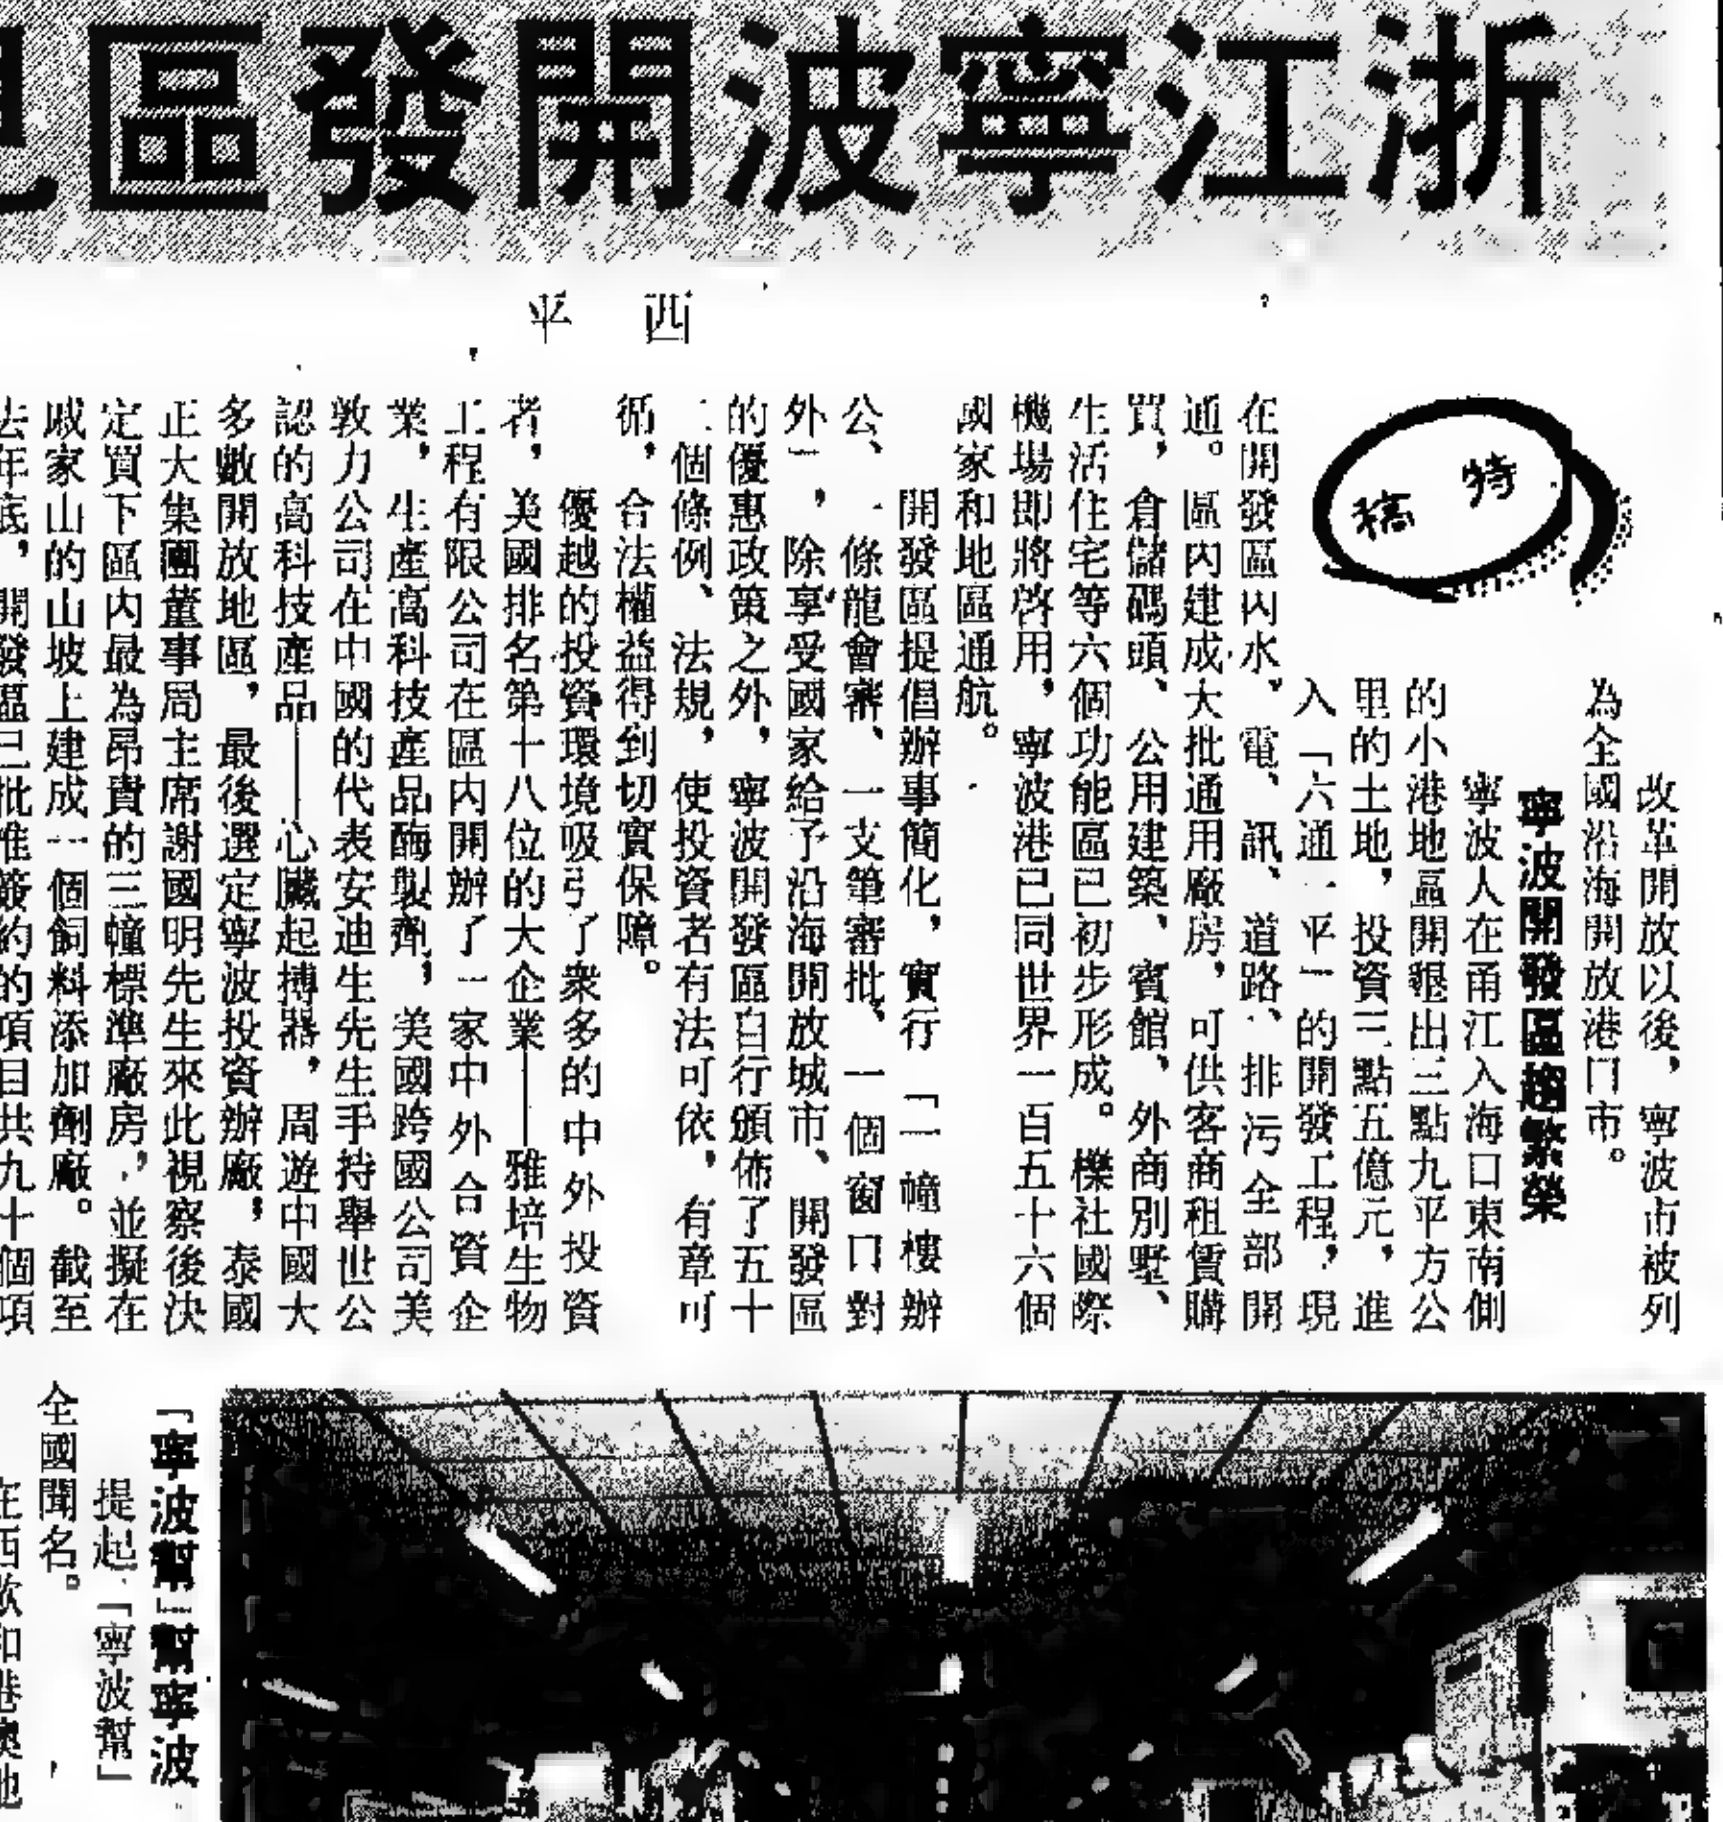 浙江寧波開發區
西平
特稿
改革開放以後，寧波市被列
為全國沿海開放港口市。
寧波開發區趨繁榮
寧波人在甬江入海口東南側
的小港地區開墾出三點九平方公
里的土地，投資三點五億元，進
入「六通一平」的開發工程，現
在開發區內水、電、訊、道路、排污全部開
通。區內建成大批通用廠房，可供客商租賃購
買，倉儲碼頭、公用建築、賓館、外商別墅、
生活住宅等六個功能區已初步形成。櫟社國際
機場即將啓用，寧波港已同世界一百五十六個
國家和地區通航。
開發區提倡辦事簡化，實行「一幢樓辦
公、一條龍會審、一支筆審批、一個窗口對
外」，除享受國家給予沿海開放城市、開發區
的優惠政策之外，寧波開發區自行頒佈了五十
二個條例、法規，使投資者有法可依，有章可
循，合法權益得到切實保障。
優越的投資環境吸引了衆多的中外投資
者，美國排名第十八位的大企業——雅培生物
工程有限公司在區內開辦了一家中外合資企
業，生產高科技產品酶製劑，美國跨國公司美
敦力公司在中國的代表安迪生先生手持舉世公
認的高科技產品——心臟起搏器，周遊中國大
多數開放地區，最後選定寧波投資辦廠，泰國
正大集團董事局主席謝國明先生來此視察後決
定買下區內最為昂貴的三幢標準廠房，並擬在
戚家山的山坡上建成一個飼料添加劑廠。截至
去年底，開發區已批准簽約的項目共九十個項
「寧波幫」幫寧波
提起「寧波幫」
全國聞名。
在西歐和港澳地